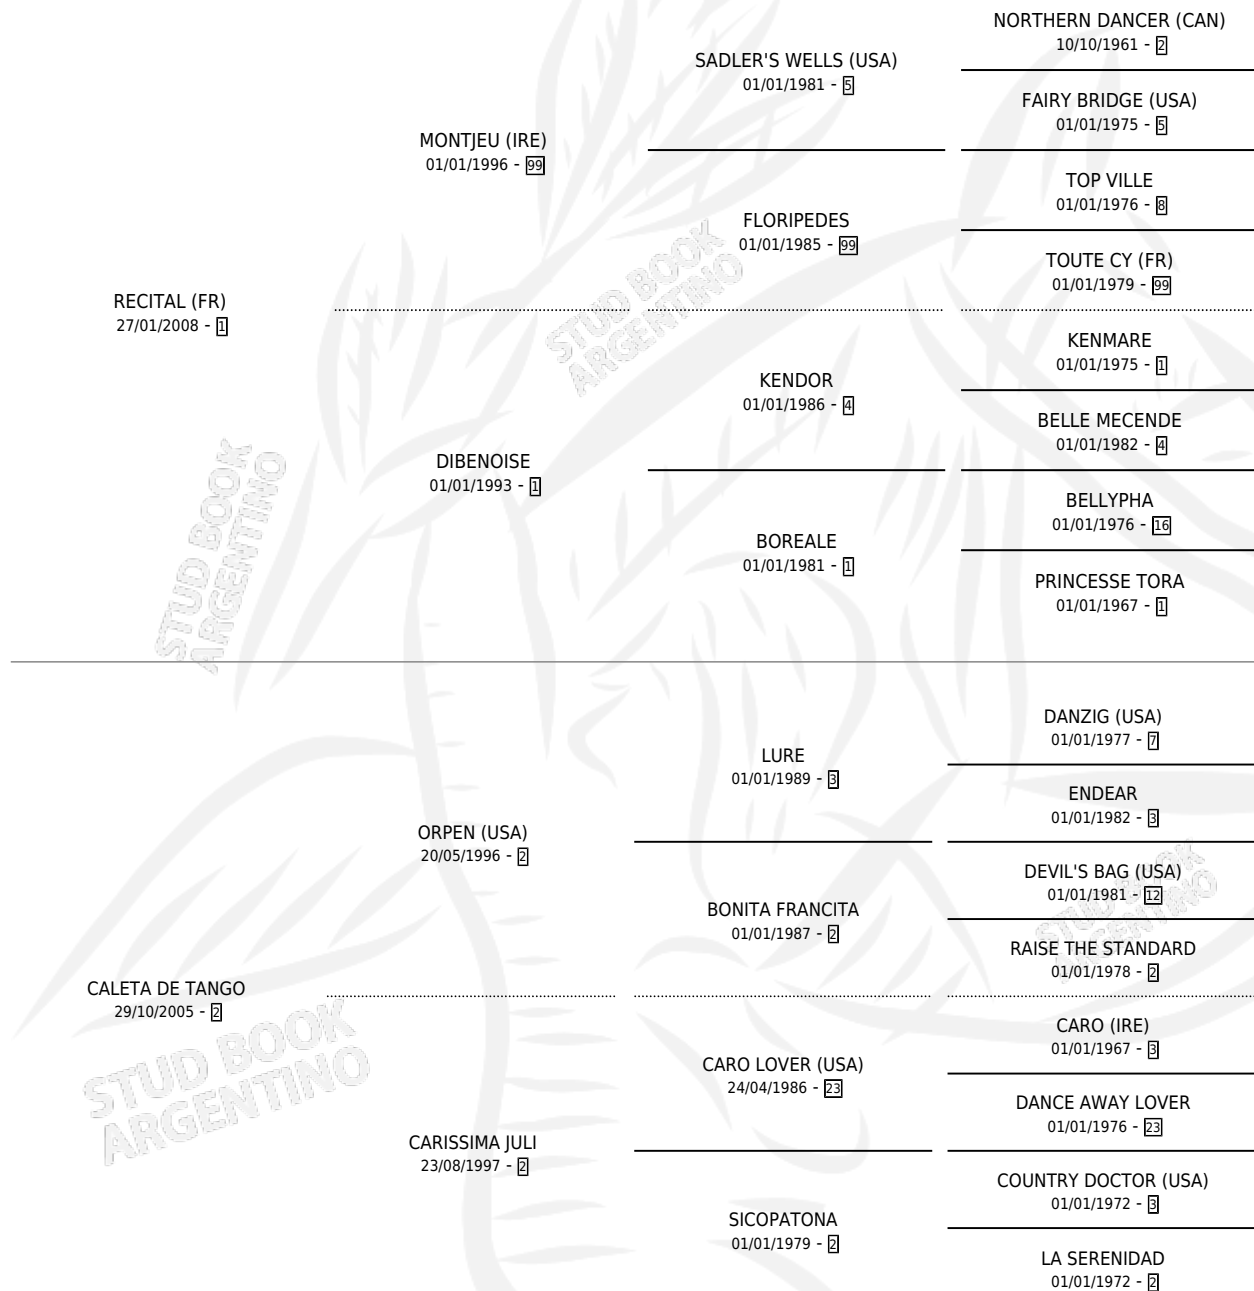 NORTHERN DANCER (CAN)
10/10/1961 - 2
SADLER'S WELLS (USA)
01/01/1981 - 5
FAIRY BRIDGE (USA)
01/01/1975 - 5
MONTJEU (IRE)
01/01/1996 - 99
TOP VILLE
01/01/1976 - 8
FLORIPEDES
01/01/1985 - 99
TOUTE CY (FR)
01/01/1979 - 99
RECITAL (FR)
27/01/2008 - 1
KENMARE
01/01/1975 - 1
KENDOR
01/01/1986 - 4
BELLE MECENDE
01/01/1982 - 4
DIBENOISE
01/01/1993 - 1
BELLYPHA
01/01/1976 - 16
BOREALE
01/01/1981 - 1
PRINCESSE TORA
01/01/1967 - 1
DANZIG (USA)
01/01/1977 - 7
LURE
01/01/1989 - 3
ENDEAR
01/01/1982 - 3
ORPEN (USA)
20/05/1996 - 2
DEVIL'S BAG (USA)
01/01/1981 - 12
BONITA FRANCITA
01/01/1987 - 2
RAISE THE STANDARD
01/01/1978 - 2
CALETA DE TANGO
29/10/2005 - 2
CARO (IRE)
01/01/1967 - 3
CARO LOVER (USA)
24/04/1986 - 23
DANCE AWAY LOVER
01/01/1976 - 23
CARISSIMA JULI
23/08/1997 - 2
COUNTRY DOCTOR (USA)
01/01/1972 - 3
SICOPATONA
01/01/1979 - 2
LA SERENIDAD
01/01/1972 - 2
STUD BOOK
ARGENTINO
STUD BOOK
ARGENTINO
STUD BOOK
ARGENTINO
STUD BOOK
ARGENTINO